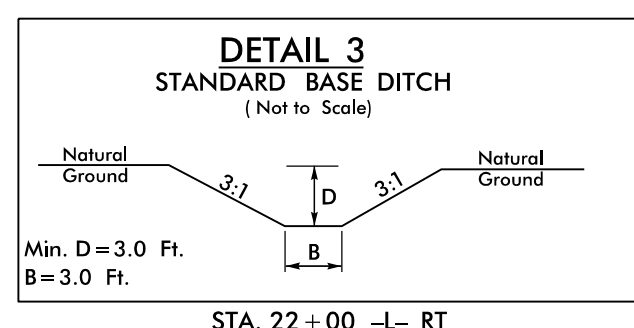 DETAIL 3
STANDARD BASE DITCH
( Not to Scale)
Natural
Ground
3:1
D
3:1
Natural
Ground
B
Min. D=3.0 Ft.
B=3.0 Ft.
STA. 22+00 -L- RT